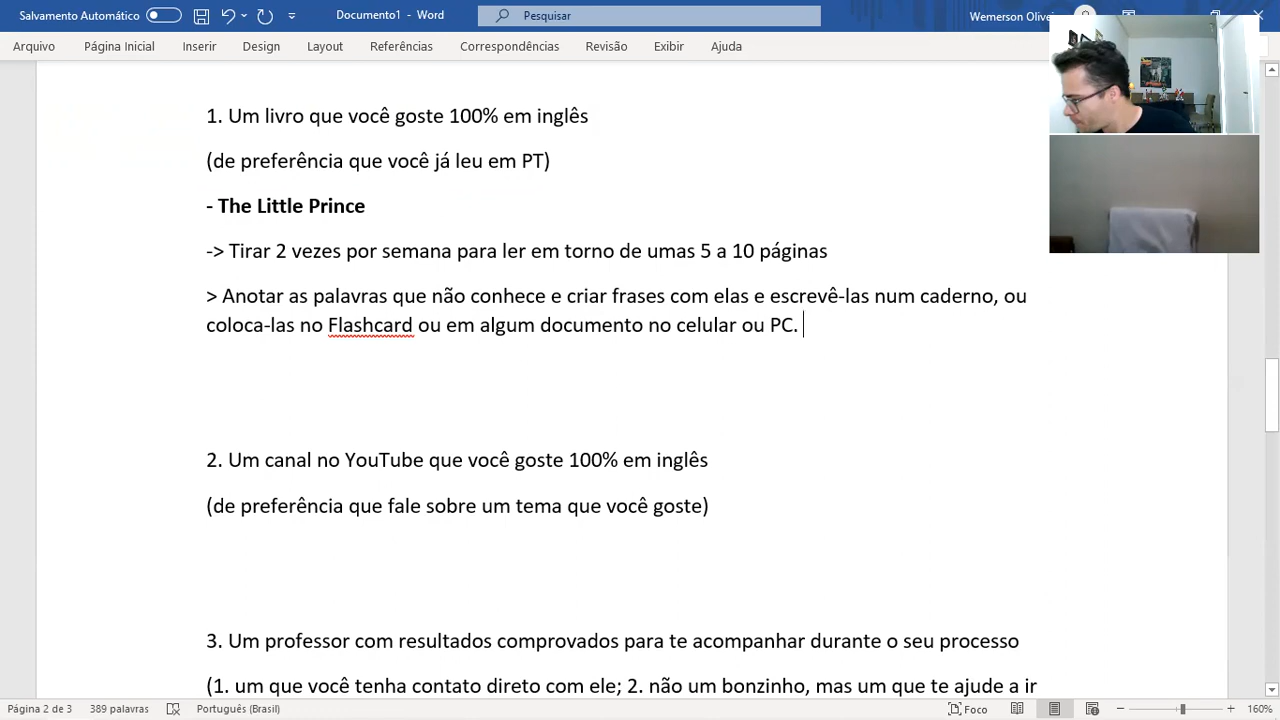 Salvamento Automático
Documento1 - Word
Pesquisar
Wemerson Olive
Arquivo Página Inicial Inserir Design Layout Referências Correspondências Revisão Exibir Ajuda
1. Um livro que você goste 100% em inglês
(de preferência que você já leu em PT)
- The Little Prince
-> Tirar 2 vezes por semana para ler em torno de umas 5 a 10 páginas
> Anotar as palavras que não conhece e criar frases com elas e escrevê-las num caderno, ou
coloca-las no Flashcard ou em algum documento no celular ou PC.
2. Um canal no YouTube que você goste 100% em inglês
(de preferência que fale sobre um tema que você goste)
3. Um professor com resultados comprovados para te acompanhar durante o seu processo
(1. um que você tenha contato direto com ele; 2. não um bonzinho, mas um que te ajude a ir
Página 2 de 3 389 palavras Português (Brasil) Foco 160%